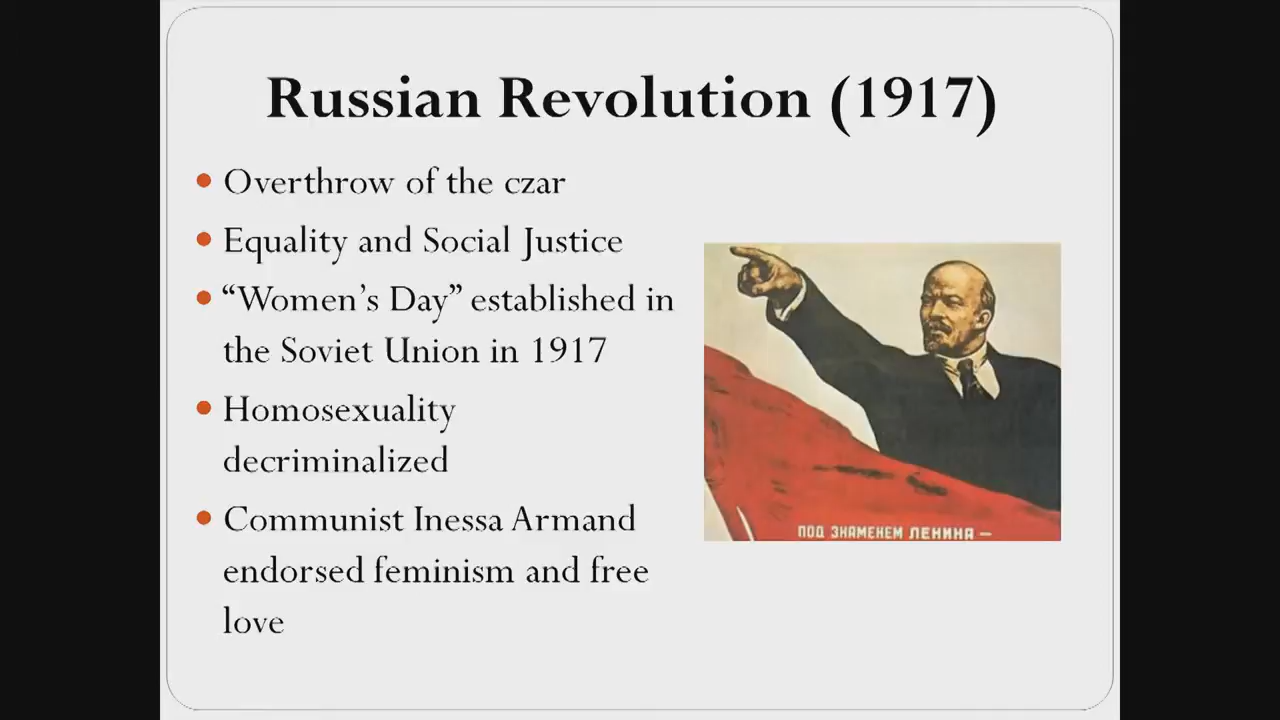 Russian Revolution (1917)
• Overthrow of the czar
• Equality and Social Justice
• “Women’s Day” established in
the Soviet Union in 1917
• Homosexuality
decriminalized
• Communist Inessa Armand
endorsed feminism and free
love
ПОД ЗНАМЕНЕМ ЛЕНИНА —